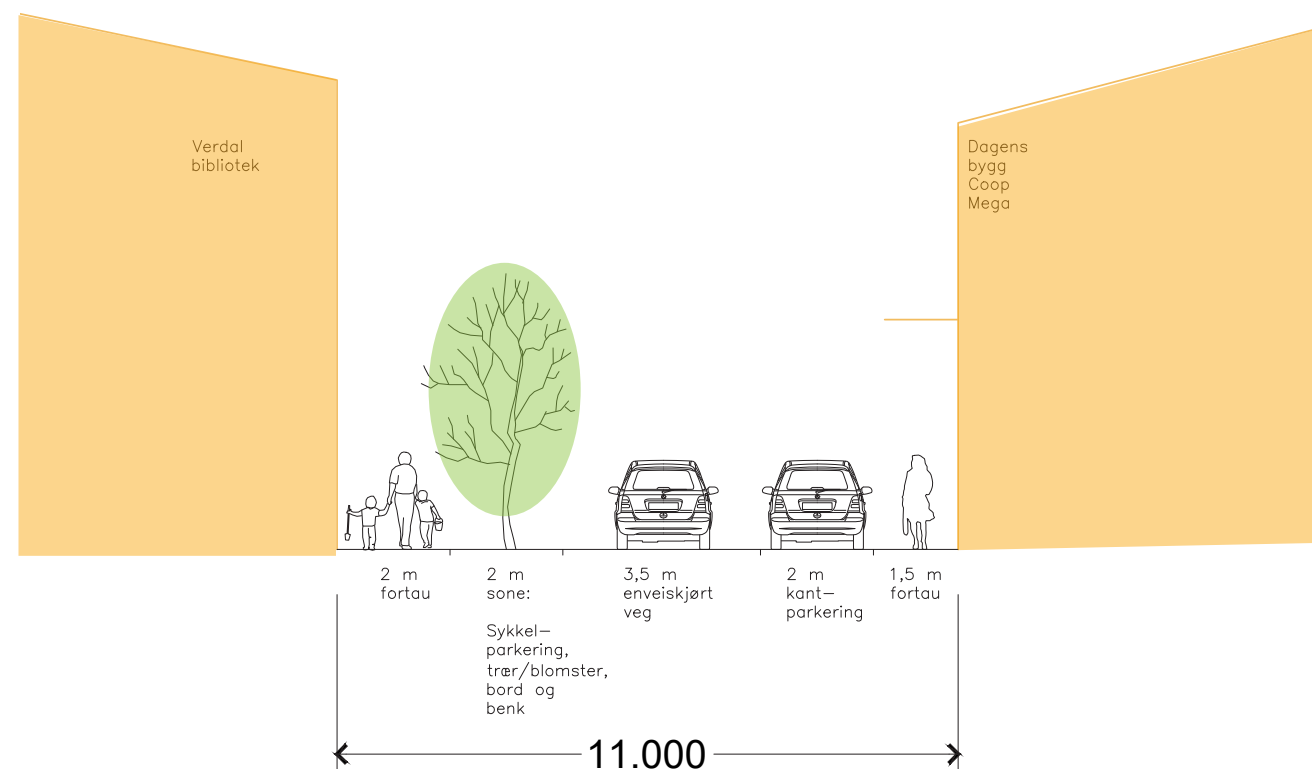 Verdal
bibliotek
Dagens
bygg
Coop
Mega
2 m
fortau
2 m
sone:
Sykkel–
parkering,
trær/blomster,
bord og
benk
3,5 m
enveiskjørt
veg
2 m
kant–
parkering
1,5 m
fortau
11.000